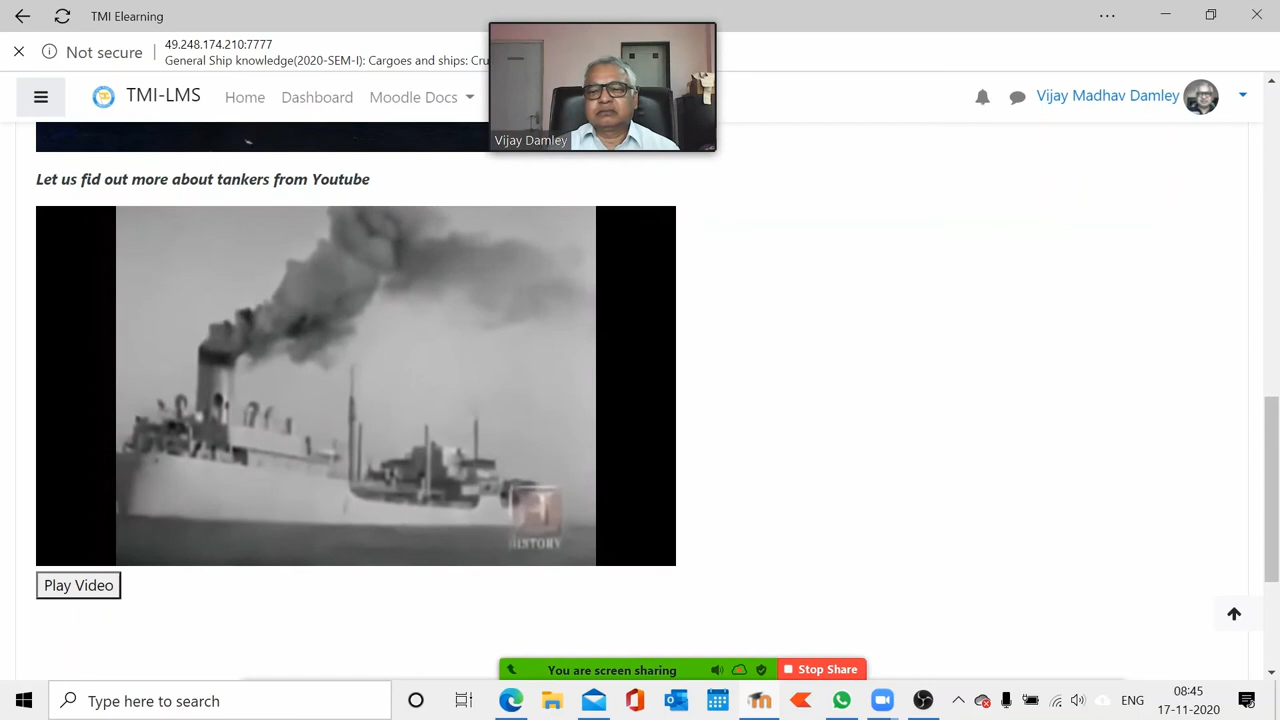 TMI Elearning
Not secure
49.248.174.210:7777
General Ship knowledge(2020-SEM-I): Cargoes and ships: Cru
TMI-LMS
Home
Dashboard
Moodle Docs
Vijay Madhav Damley
Vijay Damley
Let us fid out more about tankers from Youtube
H
HISTORY
Play Video
You are screen sharing
Stop Share
Type here to search
ENG
08:45
17-11-2020